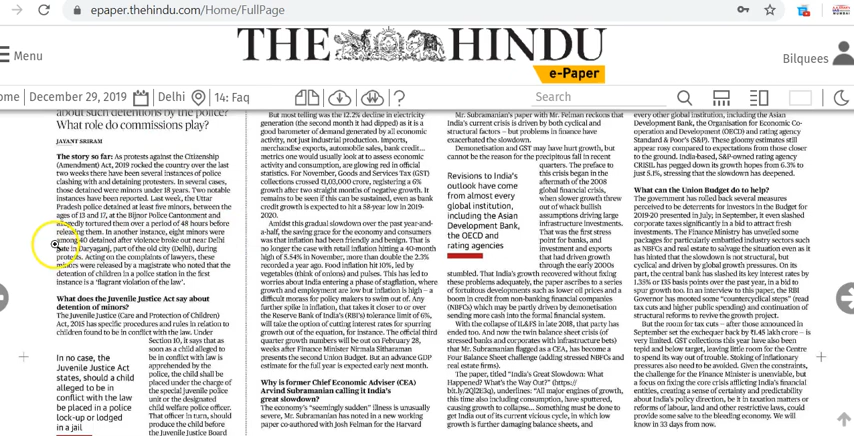 epaper.thehindu.com/Home/FullPage
Menu
THE HINDU
e-Paper
Bilquees
ome
December 29, 2019
Delhi
14: Faq
Search
about such detentions by the police?
What role do commissions play?
JAYANT SRIRAM
The story so far: As protests against the Citizenship
(Amendment) Act, 2019 rocked the country over the last
two weeks there have been several instances of police
clashing with and detaining protesters. In several cases,
those detained were minors under 18 years. Two notable
instances have been reported. Last week, the Uttar
Pradesh police detained at least five minors, between the
ages of 13 and 17, at the Bijnor Police Cantonment and
allegedly tortured them over a period of 48 hours before
releasing them. In another instance, eight minors were
among 40 detained after violence broke out near Delhi
Gate in Daryaganj, part of the old city (Delhi), during
protests. Acting on the complaints of lawyers, these
minors were released by a magistrate who noted that the
detention of children in a police station in the first
instance is a ‘flagrant violation of the law’.
What does the Juvenile Justice Act say about
detention of minors?
The Juvenile Justice (Care and Protection of Children)
Act, 2015 has specific procedures and rules in relation to
children found to be in conflict with the law. Under
Section 10, it says that as
soon as a child alleged to
be in conflict with law is
apprehended by the
police, the child shall be
placed under the charge of
the special juvenile police
unit or the designated
child welfare police officer.
That officer in turn, should
produce the child before
the Juvenile Justice Board
In no case, the
Juvenile Justice Act
states, should a child
alleged to be in
conflict with the law
be placed in a police
lock-up or lodged
in a jail
But most telling was the 12.2% decline in electricity
generation (the second month it had dipped) as it is a
good barometer of demand generated by all economic
activity, not just industrial production. Imports,
merchandise exports, automobile sales, bank credit...
metrics one would usually look at to assess economic
activity and consumption, are glowing red in official
statistics. For November, Goods and Services Tax (GST)
collections crossed ₹1,03,000 crore, registering a 6%
growth after two straight months of negative growth. It
remains to be seen if this can be sustained, even as bank
credit growth is expected to hit a 58-year low in 2019-
2020.
Amidst this gradual slowdown over the past year-and-
a-half, the saving grace for the economy and consumers
was that inflation had been friendly and benign. That is
no longer the case with retail inflation hitting a 40-month
high of 5.54% in November, more than double the 2.3%
recorded a year ago. Food inflation hit 10%, led by
vegetables (think of onions) and pulses. This has led to
worries about India entering a phase of stagflation, where
growth and employment are low but inflation is high — a
difficult morass for policy makers to swim out of. Any
further spike in inflation, that takes it closer to or over
the Reserve Bank of India’s (RBI’s) tolerance limit of 6%,
will take the option of cutting interest rates for spurring
growth out of the equation, for instance. The official third
quarter growth numbers will be out on February 28,
weeks after Finance Minister Nirmala Sitharaman
presents the second Union Budget. But an advance GDP
estimate for the full year is expected early next month.
Why is former Chief Economic Adviser (CEA)
Arvind Subramanian calling it India’s
great slowdown?
The economy’s “seemingly sudden” illness is unusually
severe, Mr. Subramanian has noted in a new working
paper co-authored with Josh Felman for the Harvard
Mr. Subramanian’s paper with Mr. Felman reckons that
India’s current crisis is driven by both cyclical and
structural factors — but problems in finance have
exacerbated the slowdown.
Demonetisation and GST may have hurt growth, but
cannot be the reason for the precipitous fall in recent
quarters. The preface to
this crisis began in the
aftermath of the 2008
global financial crisis,
when slower growth threw
out of whack bullish
assumptions driving large
infrastructure investments.
That was the first stress
point for banks, and
investment and exports
that had driven growth
through the early 2000s
stumbled. That India’s growth recovered without fixing
these problems adequately, the paper ascribes to a series
of fortuitous developments such as lower oil prices and a
boom in credit from non-banking financial companies
(NBFCs) which may be partly driven by demonetisation
sending more cash into the formal financial system.
With the collapse of IL&FS in late 2018, that party has
ended too. And now the twin balance sheet crisis (of
stressed banks and corporates with infrastructure bets)
that Mr. Subramanian flagged as a CEA, has become a
Four Balance Sheet challenge (adding stressed NBFCs and
real estate firms).
The paper, titled “India’s Great Slowdown: What
Happened? What’s the Way Out?” (https://
bit.ly/2Ql2E3q), underlines: “All major engines of growth,
this time also including consumption, have sputtered,
causing growth to collapse... Something must be done to
get India out of its current vicious cycle, in which low
growth is further damaging balance sheets, and
Revisions to India’s
outlook have come
from almost every
global institution,
including the Asian
Development Bank,
the OECD and
rating agencies
every other global institution, including the Asian
Development Bank, the Organisation for Economic Co-
operation and Development (OECD) and rating agency
Standard & Poor’s (S&P). These gloomy estimates still
appear rosy compared to expectations from those closer
to the ground. India-based, S&P-owned rating agency
CRISIL has pegged down its growth hopes from 6.3% to
just 5.1%, stressing that the slowdown has deepened.
What can the Union Budget do to help?
The government has rolled back several measures
perceived to be deterrents for investors in the Budget for
2019-20 presented in July; in September, it even slashed
corporate taxes significantly in a bid to attract fresh
investments. The Finance Ministry has unveiled some
packages for particularly embattled industry sectors such
as NBFCs and real estate to salvage the situation even as it
has hinted that the slowdown is not structural, but
cyclical and driven by global growth pressures. On its
part, the central bank has slashed its key interest rates by
1.35% or 135 basis points over the past year, in a bid to
spur growth too. In an interview to this paper, the RBI
Governor has mooted some “countercyclical steps” (read
tax cuts and higher public spending) and continuation of
structural reforms to revive the growth project.
But the room for tax cuts — after those announced in
September set the exchequer back by ₹1.45 lakh crore — is
very limited. GST collections this year have also been
tepid and below target, leaving little room for the Centre
to spend its way out of trouble. Stoking of inflationary
pressures also need to be avoided. Given the constraints,
the challenge for the Finance Minister is unenviable, but
a focus on fixing the core crisis afflicting India’s financial
entities, creating a sense of certainty and predictability
about India’s policy direction, be it in taxation matters or
reforms of labour, land and other restrictive laws, could
provide some salve to the bleeding economy. We will
know in 33 days from now.